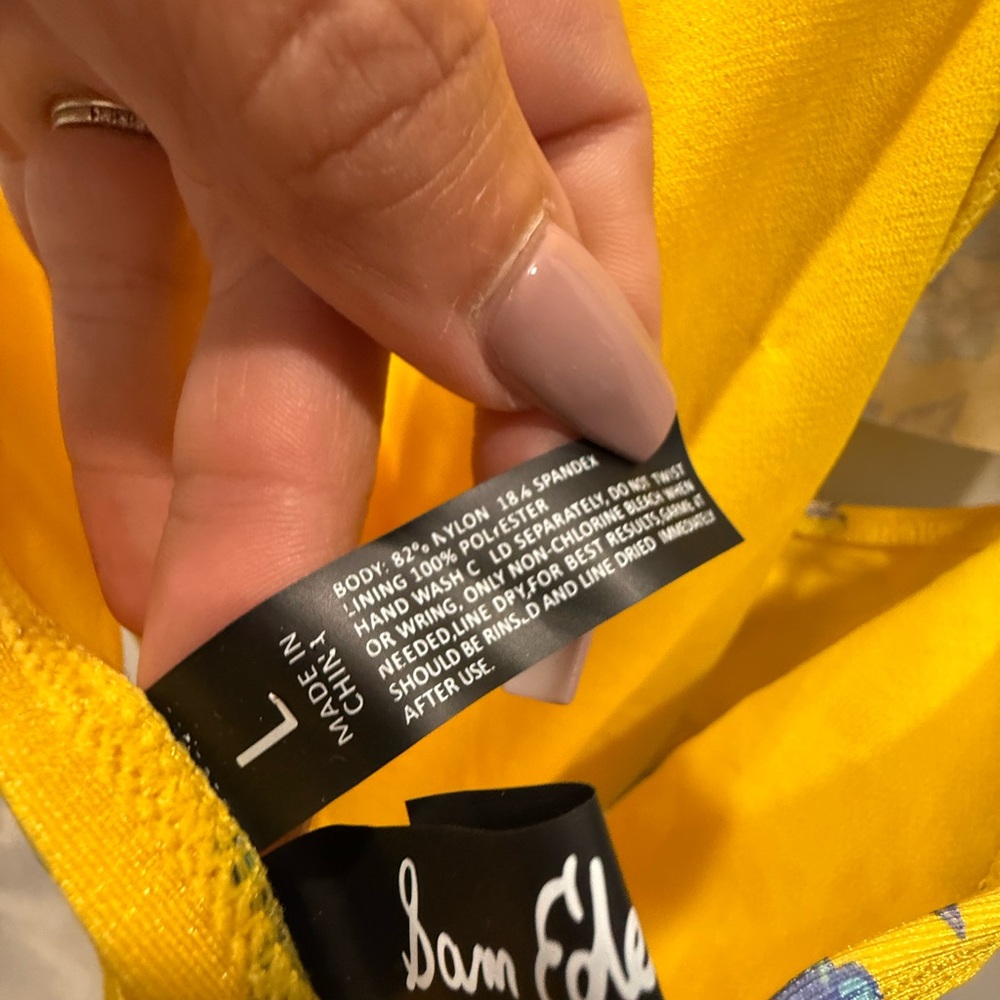 BODY: 82% NYLON 18% SPANDEX
LINING 100% POLYESTER
HAND WASH C LD SEPARATELY, DO NOT TWIST
OR WRING, ONLY NON-CHLORINE BLEACH WHEN
NEEDED,LINE DRY,FOR BEST RESULTS,GARMENT
SHOULD BE RINSED AND LINE DRIED IMMEDIATELY
AFTER USE.
MADE IN
CHINA
L
Sam Ede